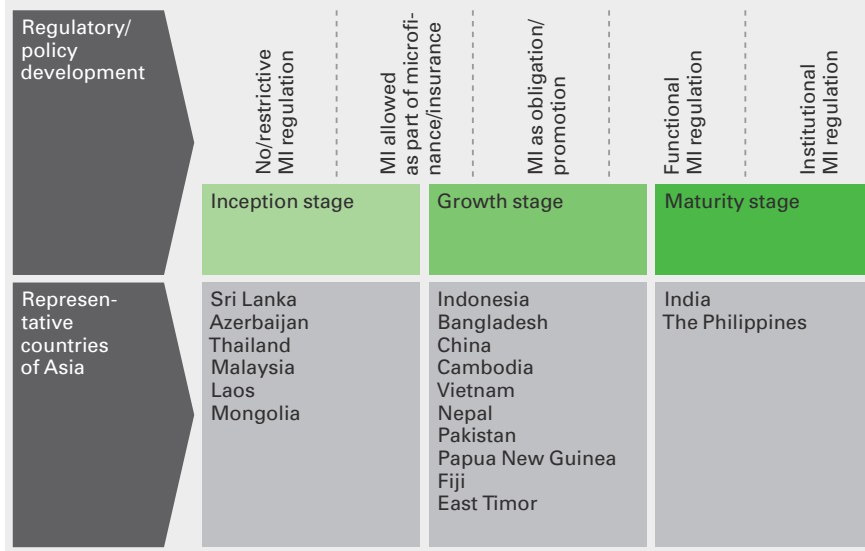 Regulatory/
policy
development
No/restrictive
MI regulation
MI allowed
as part of microfi-
nance/insurance
MI as obligation/
promotion
Functional
MI regulation
Institutional
MI regulation
Inception stage
Growth stage
Maturity stage
Represen-
tative
countries
of Asia
Sri Lanka
Azerbaijan
Thailand
Malaysia
Laos
Mongolia
Indonesia
Bangladesh
China
Cambodia
Vietnam
Nepal
Pakistan
Papua New Guinea
Fiji
East Timor
India
The Philippines